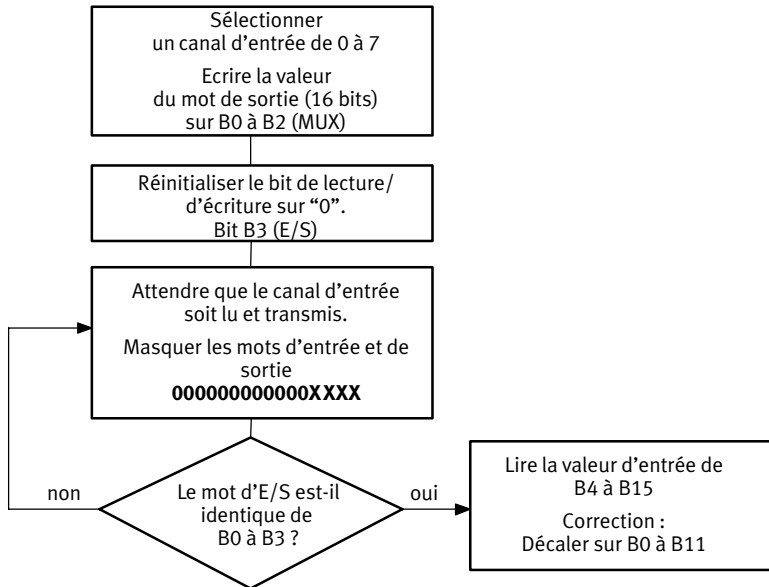 Sélectionner
un canal d'entrée de 0 à 7
Ecrire la valeur
du mot de sortie (16 bits)
sur B0 à B2 (MUX)
Réinitialiser le bit de lecture/
d'écriture sur “0”.
Bit B3 (E/S)
Attendre que le canal d'entrée
soit lu et transmis.
Masquer les mots d'entrée et de
sortie
000000000000XXXX
non
Le mot d'E/S est-il
identique de
B0 à B3 ?
oui
Lire la valeur d'entrée de
B4 à B15
Correction :
Décaler sur B0 à B11